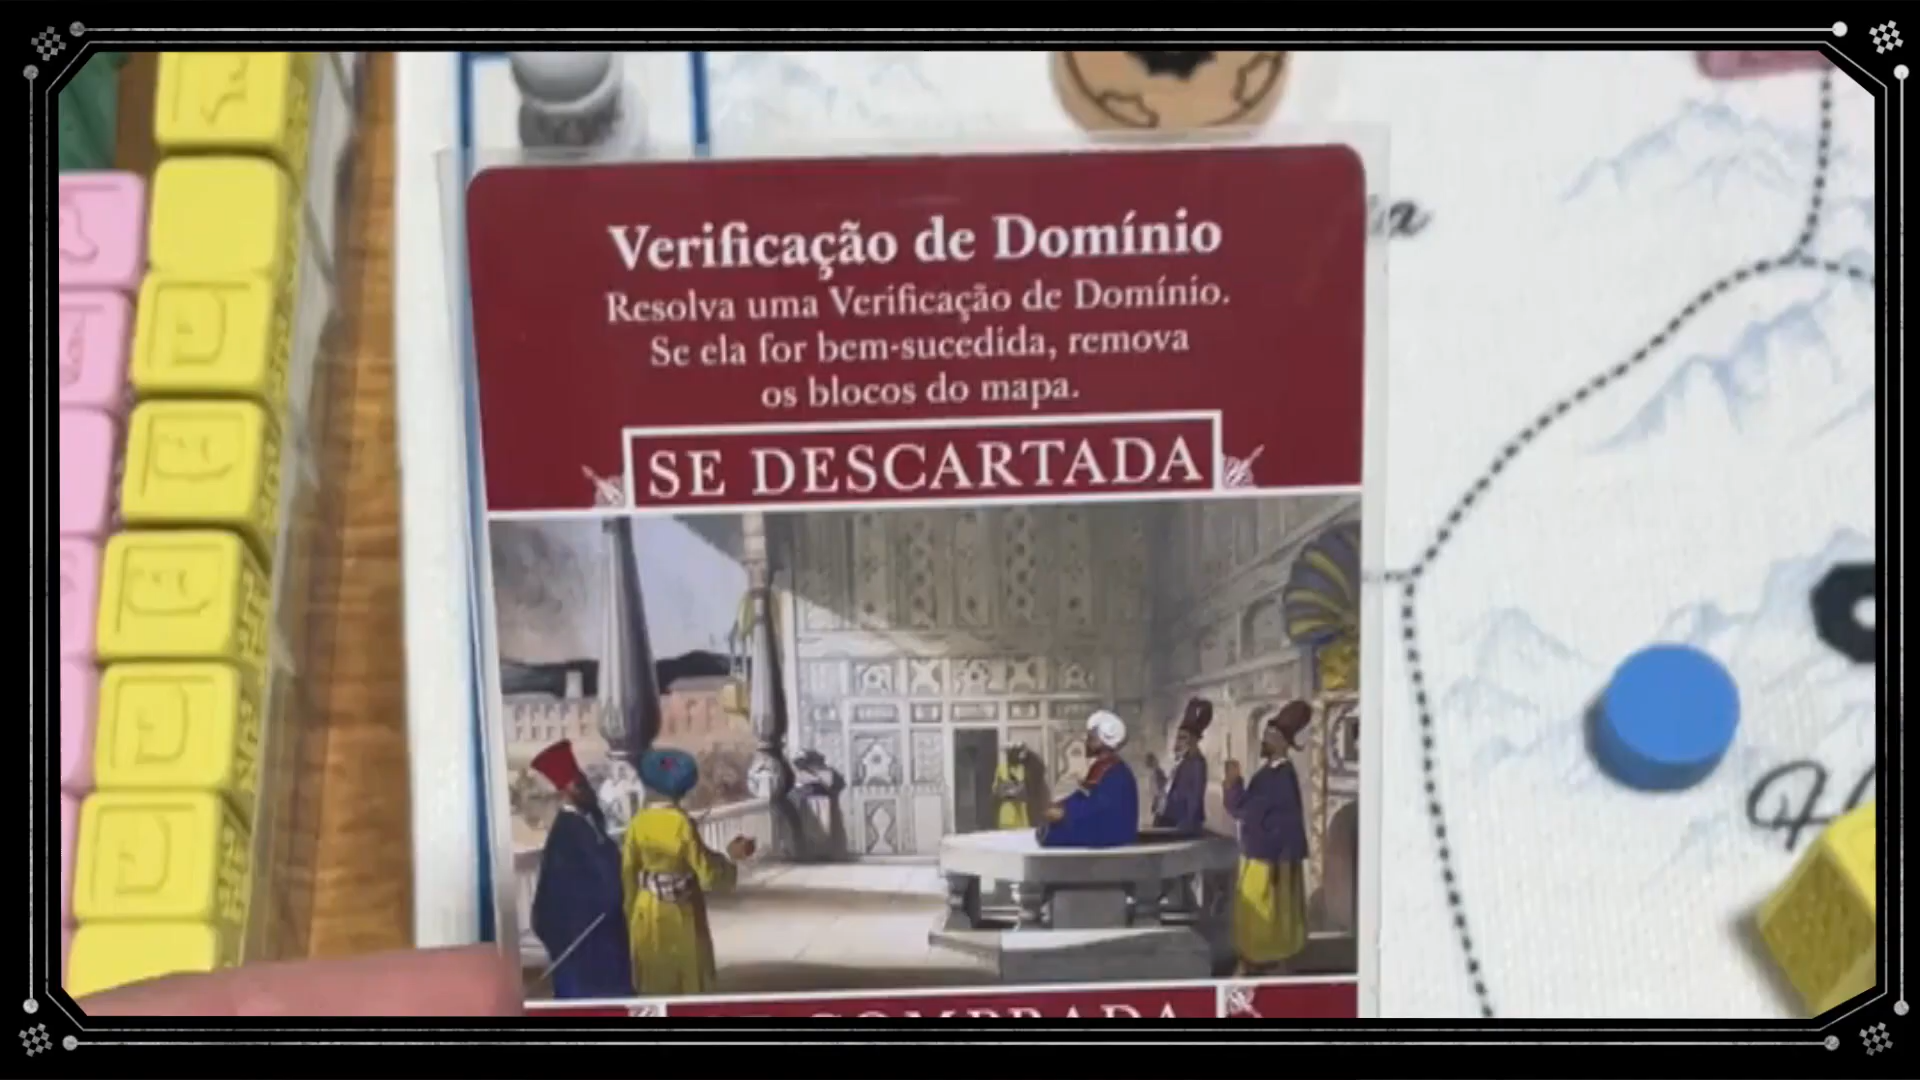 Verificação de Domínio
Resolva uma Verificação de Domínio.
Se ela for bem-sucedida, remova
os blocos do mapa.
SE DESCARTADA
COMPRADA